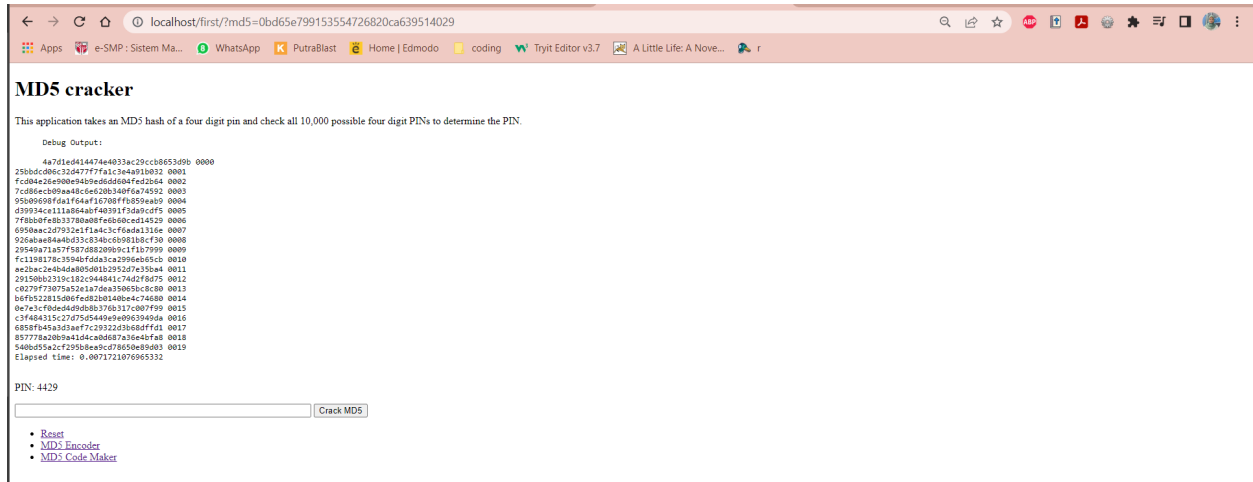 localhost/first/?md5=0bd65e799153554726820ca639514029
Apps e-SMP : Sistem Ma... WhatsApp PutraBlast Home | Edmodo coding Tryit Editor v3.7 A Little Life: A Nove... r
MD5 cracker
This application takes an MD5 hash of a four digit pin and check all 10,000 possible four digit PINs to determine the PIN.
Debug Output:
4a7d1ed414474e4033ac29ccb8653d9b 0000
25bbdcd06c32d477f7fa1c3e4a91b032 0001
fcd04e26e900e94b9ed6dd604fed2b64 0002
7cd86ecb09aa48c6e620b340f6a74592 0003
95b09698fda1f64af16708ffb859eab9 0004
d39934ce111a864abf40391f3da9cdf5 0005
7f8bb0fe8b33780a08fe6b60ced14529 0006
6950aac2d7932e1f1a4c3cf6ada1316e 0007
926abae84a4bd33c834bc6b981b8cf30 0008
29549a71a57f587d88209b9c1f1b7999 0009
fc1198178c3594bfdda3ca2996eb65cb 0010
ae2bac2e4b4da805d01b2952d7e35ba4 0011
29150bb2319c182c944841c74d2f8d75 0012
c0279f73075a52e1a7dea35065bc8c80 0013
b6fb522815d06fed82b0140be4c74680 0014
0e7e3cf0ded4d9db8b376b317c007f99 0015
c3f484315c27d75d5449e9e0963949da 0016
6858fb45a3d3aef7c29322d3b68dffd1 0017
857778a20b9a41d4ca0d687a36e4bfa8 0018
540bd55a2cf295b8ea9cd78650e89d03 0019
Elapsed time: 0.0071721076965332
PIN: 4429
Crack MD5
Reset
MD5 Encoder
MD5 Code Maker